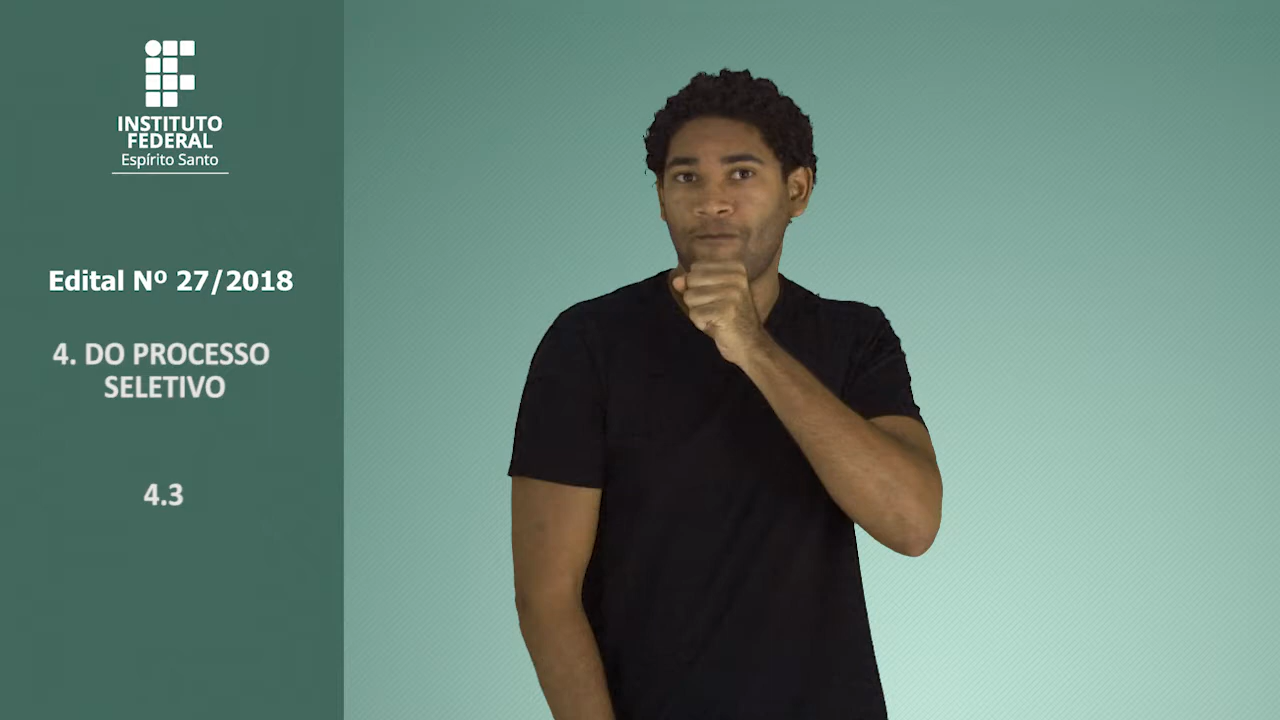 INSTITUTO
FEDERAL
Espírito Santo
Edital Nº 27/2018
4. DO PROCESSO
SELETIVO
4.3